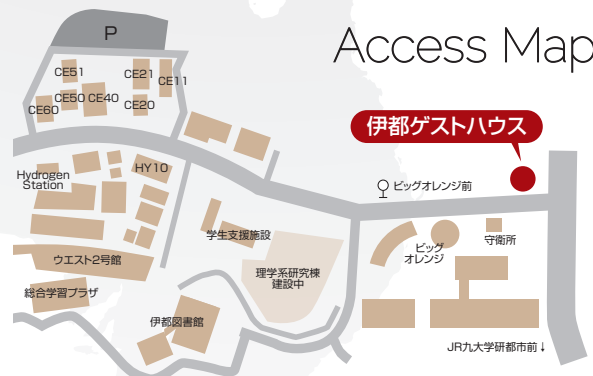 Access Map
P
CE51
CE21
CE11
CE50
CE40
CE20
CE60
伊都ゲストハウス
ビッグオレンジ前
HY10
Hydrogen
Station
学生支援施設
守衛所
ビッグ
オレンジ
ウエスト2号館
理学系研究棟
建設中
総合学習プラザ
伊都図書館
JR九大学研都市前↓